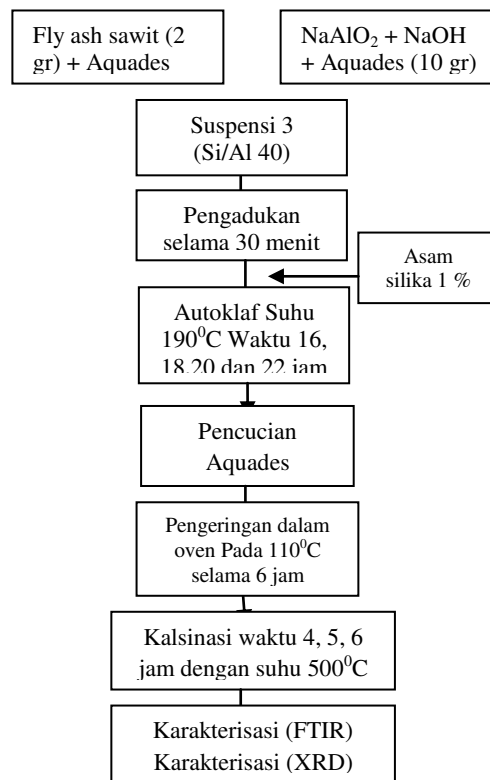 Fly ash sawit (2
gr) + Aquades
NaAlO₂ + NaOH
+ Aquades (10 gr)
Suspensi 3
(Si/Al 40)
Pengadukan
selama 30 menit
Asam
silika 1 %
Autoklaf Suhu
190⁰C Waktu 16,
18,20 dan 22 jam
Pencucian
Aquades
Pengeringan dalam
oven Pada 110⁰C
selama 6 jam
Kalsinasi waktu 4, 5, 6
jam dengan suhu 500⁰C
Karakterisasi (FTIR)
Karakterisasi (XRD)